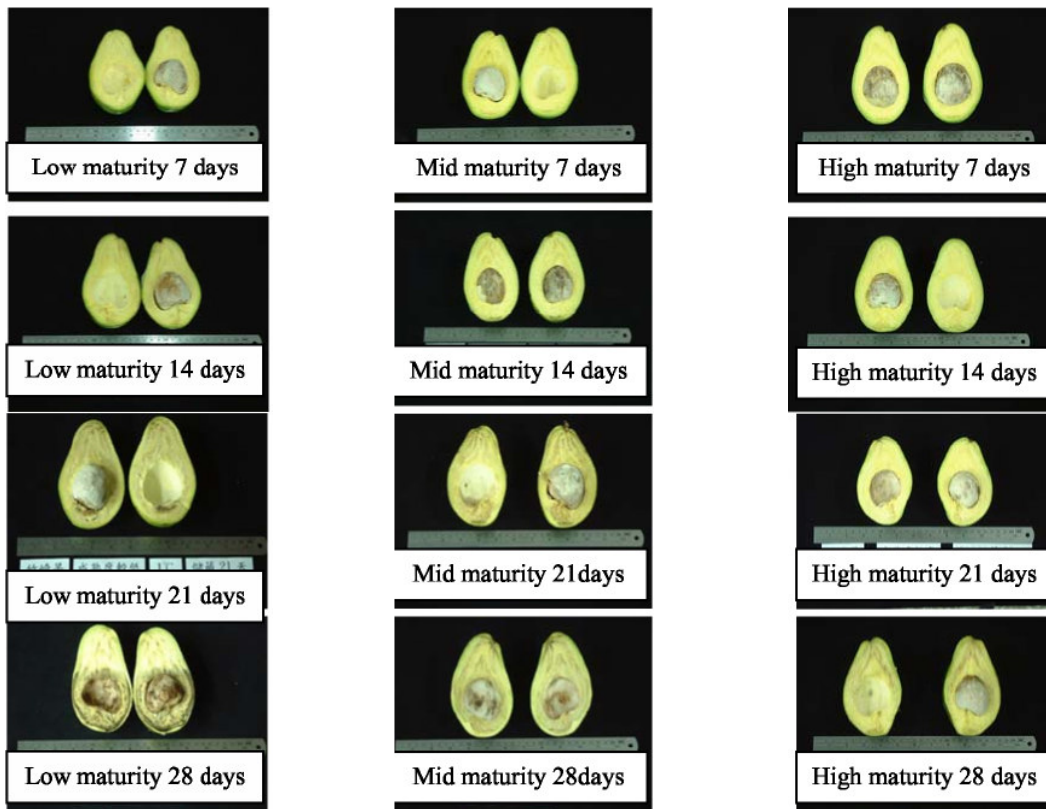 Low maturity 7 days
Mid maturity 7 days
High maturity 7 days
Low maturity 14 days
Mid maturity 14 days
High maturity 14 days
1°C
Low maturity 21 days
Mid maturity 21days
High maturity 21 days
Low maturity 28 days
Mid maturity 28days
High maturity 28 days